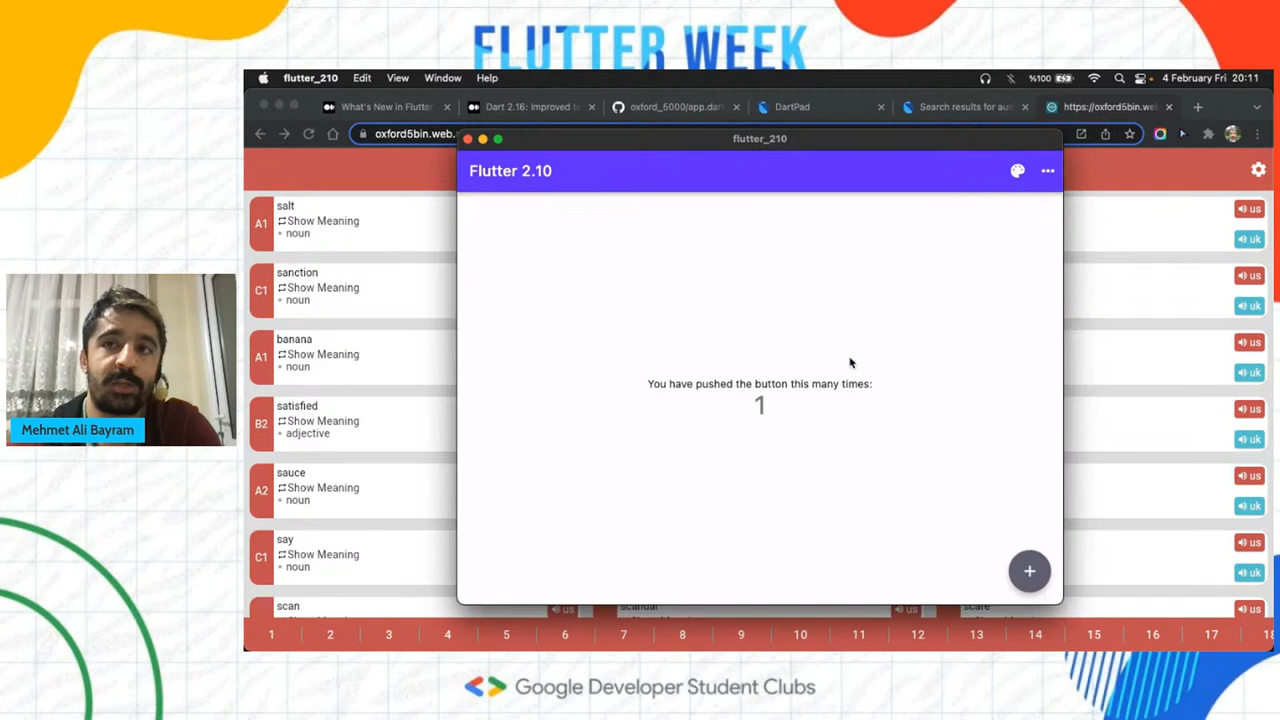 FLUTTER WEEK
flutter_210 Edit View Window Help %100 4 February Fri 20:11
What's New in Flutter
Dart 2.16: Improved to
oxford_5000/app.dart
DartPad
Search results for aud
https://oxford5bin.web.
oxford5bin.web.
flutter_210
Flutter 2.10
You have pushed the button this many times:
1
+
A1
salt
Show Meaning
noun
us
uk
C1
sanction
Show Meaning
noun
us
uk
A1
banana
Show Meaning
noun
us
uk
B2
satisfied
Show Meaning
adjective
us
uk
A2
sauce
Show Meaning
noun
us
uk
C1
say
Show Meaning
noun
us
uk
scan
us
us
us
1 2 3 4 5 6 7 8 9 10 11 12 13 14 15 16 17 18
Mehmet Ali Bayram
Google Developer Student Clubs